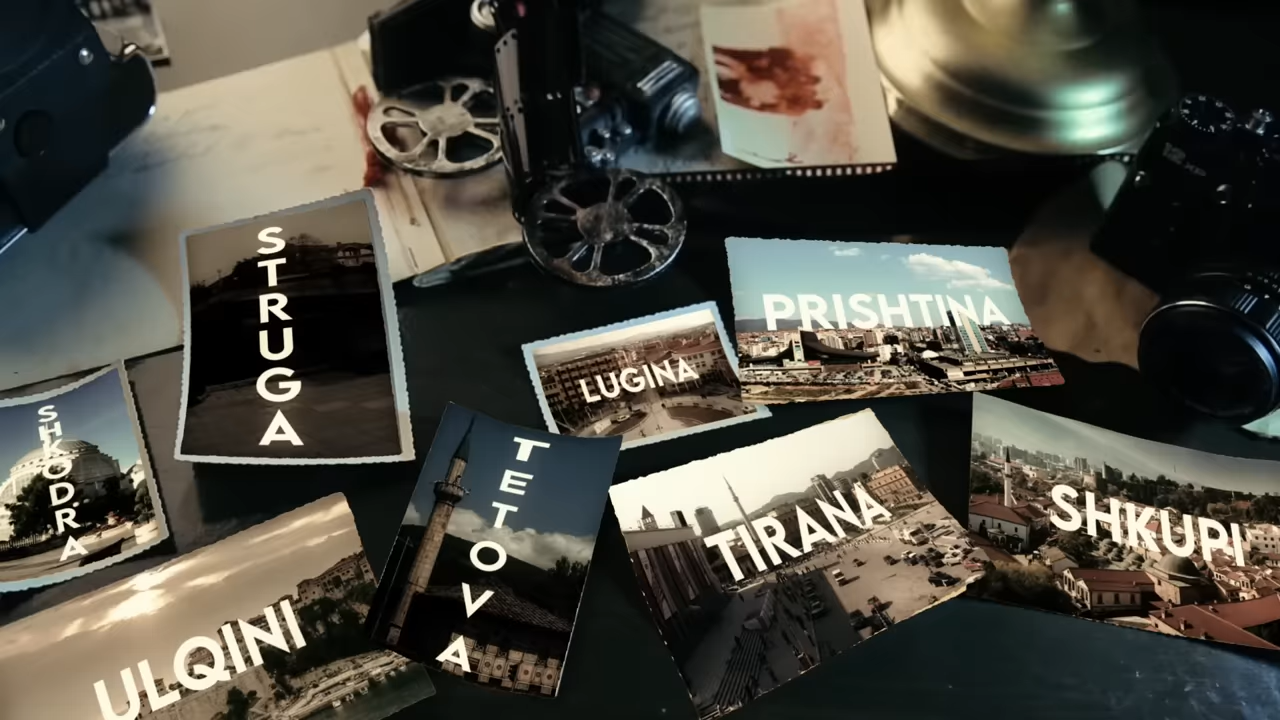 STRUGA
PRISHTINA
LUGINA
SHKODRA
TETOVA
TIRANA
SHKUPI
ULQINI